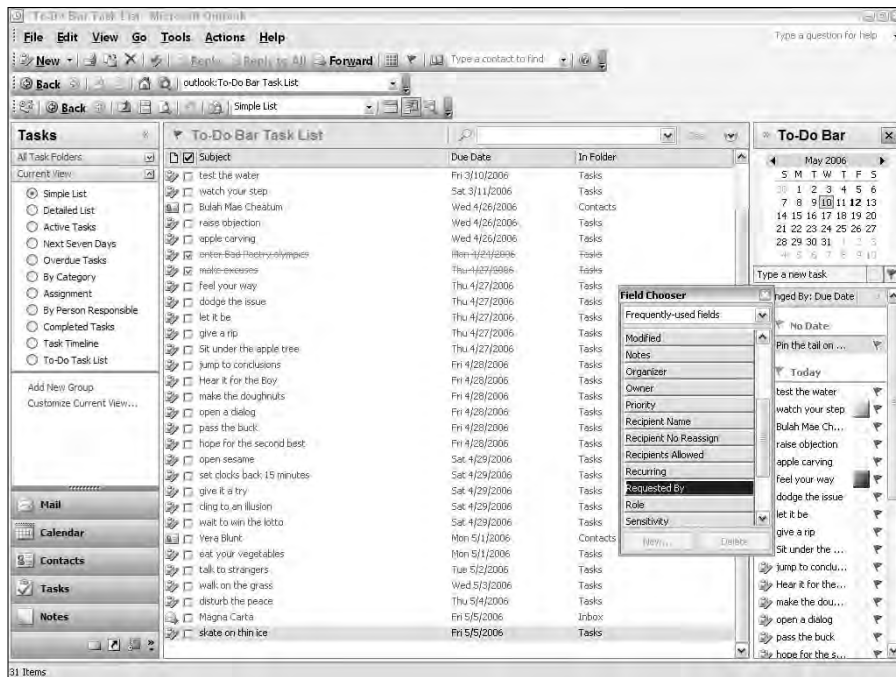 To-Do Bar Task List - Microsoft Outlook
File Edit View Go Tools Actions Help
Type a question for help
New Reply Reply to All Forward Type a contact to find
Back outlook:To-Do Bar Task List
Back Simple List
Tasks
All Task Folders
Current View
Simple List
Detailed List
Active Tasks
Next Seven Days
Overdue Tasks
By Category
Assignment
By Person Responsible
Completed Tasks
Task Timeline
To-Do Task List
Add New Group
Customize Current View...
Mail
Calendar
Contacts
Tasks
Notes
31 Items
To-Do Bar Task List
Subject Due Date In Folder
test the water Fri 3/10/2006 Tasks
watch your step Sat 3/11/2006 Tasks
Bulah Mae Cheatum Wed 4/26/2006 Contacts
raise objection Wed 4/26/2006 Tasks
apple carving Wed 4/26/2006 Tasks
enter Bad Poetry olympics Mon 4/24/2006 Tasks
make excuses Thu 4/27/2006 Tasks
feel your way Thu 4/27/2006 Tasks
dodge the issue Thu 4/27/2006 Tasks
let it be Thu 4/27/2006 Tasks
give a rip Thu 4/27/2006 Tasks
Sit under the apple tree Thu 4/27/2006 Tasks
jump to conclusions Fri 4/28/2006 Tasks
Hear it for the Boy Fri 4/28/2006 Tasks
make the doughnuts Fri 4/28/2006 Tasks
open a dialog Fri 4/28/2006 Tasks
pass the buck Fri 4/28/2006 Tasks
hope for the second best Fri 4/28/2006 Tasks
open sesame Sat 4/29/2006 Tasks
set clocks back 15 minutes Sat 4/29/2006 Tasks
give it a try Sat 4/29/2006 Tasks
cling to an illusion Sat 4/29/2006 Tasks
wait to win the lotto Sat 4/29/2006 Tasks
Vera Blunt Mon 5/1/2006 Contacts
eat your vegetables Mon 5/1/2006 Tasks
talk to strangers Tue 5/2/2006 Tasks
walk on the grass Wed 5/3/2006 Tasks
disturb the peace Thu 5/4/2006 Tasks
Magna Carta Fri 5/5/2006 Inbox
skate on thin ice Fri 5/5/2006 Tasks
Field Chooser
Frequently-used fields
Modified
Notes
Organizer
Owner
Priority
Recipient Name
Recipient No Reassign
Recipients Allowed
Recurring
Requested By
Role
Sensitivity
New... Delete
To-Do Bar
May 2006
S M T W T F S
30 1 2 3 4 5 6
7 8 9 10 11 12 13
14 15 16 17 18 19 20
21 22 23 24 25 26 27
28 29 30 31 1 2 3
4 5 6 7 8 9 10
Type a new task
nged By: Due Date
No Date
Pin the tail on ...
Today
test the water
watch your step
Bulah Mae Ch...
raise objection
apple carving
feel your way
dodge the issue
let it be
give a rip
Sit under the ...
jump to conclu...
Hear it for the...
make the dou...
open a dialog
pass the buck
hope for the s...